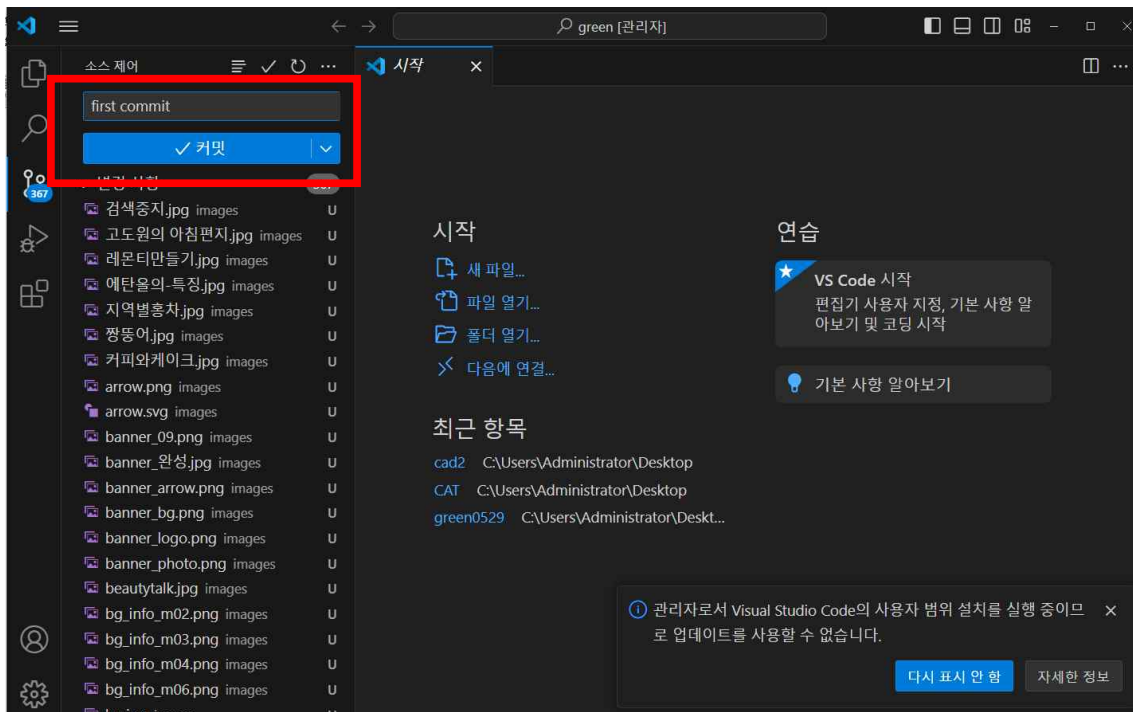 green [관리자]
소스 제어
시작
first commit
커밋
변경 사항
367
367
검색중지.jpg images U
고도원의 아침편지.jpg images U
레몬티만들기.jpg images U
에탄올의-특징.jpg images U
지역별홍차.jpg images U
짱뚱어.jpg images U
커피와케이크.jpg images U
arrow.png images U
arrow.svg images U
banner_09.png images U
banner_완성.jpg images U
banner_arrow.png images U
banner_bg.png images U
banner_logo.png images U
banner_photo.png images U
beautytalk.jpg images U
bg_info_m02.png images U
bg_info_m03.png images U
bg_info_m04.png images U
bg_info_m06.png images U
시작
새 파일...
파일 열기...
폴더 열기...
다음에 연결...
최근 항목
cad2 C:\Users\Administrator\Desktop
CAT C:\Users\Administrator\Desktop
green0529 C:\Users\Administrator\Deskt...
연습
VS Code 시작
편집기 사용자 지정, 기본 사항 알
아보기 및 코딩 시작
기본 사항 알아보기
관리자로서 Visual Studio Code의 사용자 범위 설치를 실행 중이므
로 업데이트를 사용할 수 없습니다.
다시 표시 안 함
자세한 정보